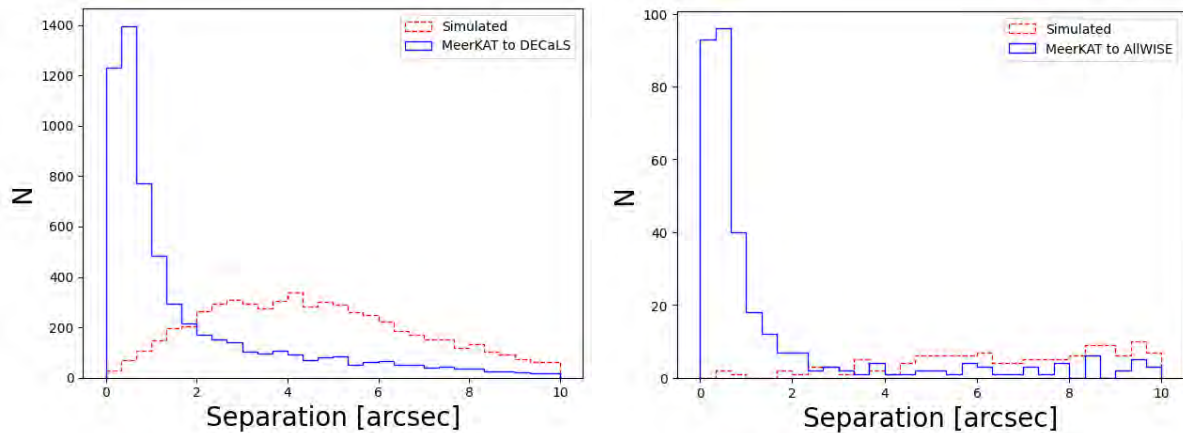 1400
1200
1000
800
600
400
200
0
N
0 2 4 6 8 10
Separation [arcsec]
Simulated
MeerKAT to DECaLS
100
80
60
40
20
0
N
0 2 4 6 8 10
Separation [arcsec]
Simulated
MeerKAT to AllWISE